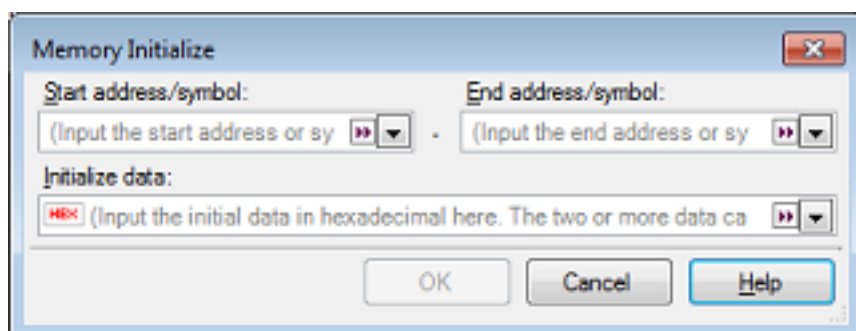 Memory Initialize
Start address/symbol: End address/symbol:
(Input the start address or sy - (Input the end address or sy
Initialize data:
HEX (Input the initial data in hexadecimal here. The two or more data ca
OK Cancel Help